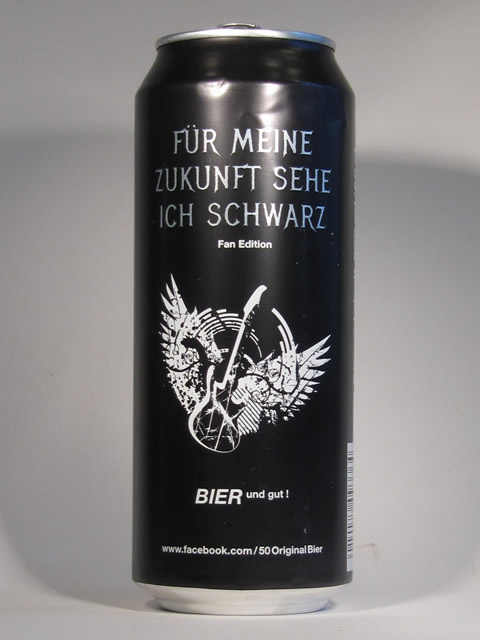 FÜR MEINE
ZUKUNFT SEHE
ICH SCHWARZ
Fan Edition
BIER und gut !
www.facebook.com/50OriginalBier